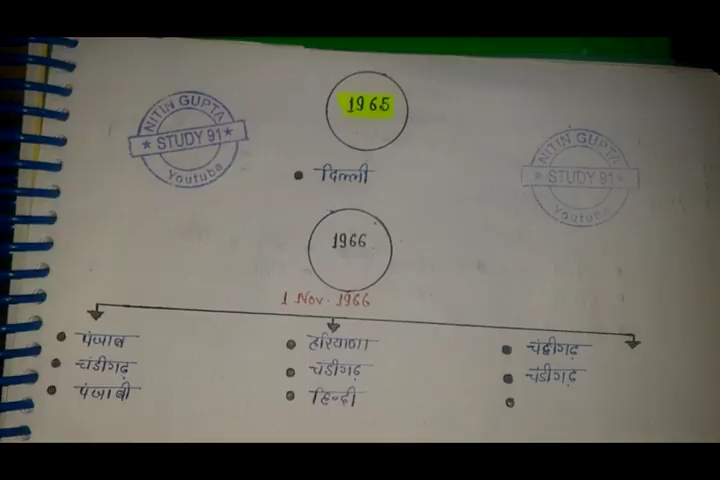 1965
NITIN GUPTA
STUDY 91
Youtube
NITIN GUPTA
STUDY 91
Youtube
दिल्ली
1966
1 Nov. 1966
पंजाब
हरियाणा
चंडीगढ़
चंडीगढ़
चंडीगढ़
चंडीगढ़
पंजाबी
हिन्दी